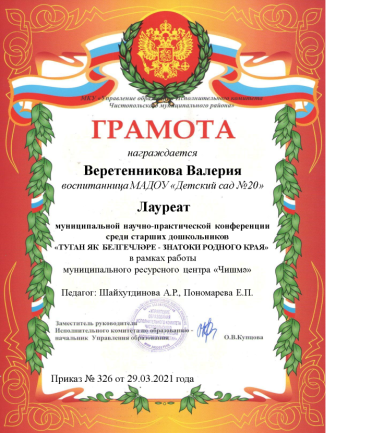 МКУ «Управление образования Исполнительного комитета
Чистопольского муниципального района»
ГРАМОТА
награждается
Веретенникова Валерия
воспитанница МАДОУ «Детский сад №20»
Лауреат
муниципальной научно-практической конференции
среди старших дошкольников
«ТУГАН ЯК БЕЛГЕЧЛӘРЕ - ЗНАТОКИ РОДНОГО КРАЯ»
в рамках работы
муниципального ресурсного центра «Чишмә»
Педагог: Шайхутдинова А.Р., Пономарева Е.П.
Заместитель руководителя
Исполнительного комитета по образованию -
начальник Управления образования О.В.Купцова
Приказ № 326 от 29.03.2021 года